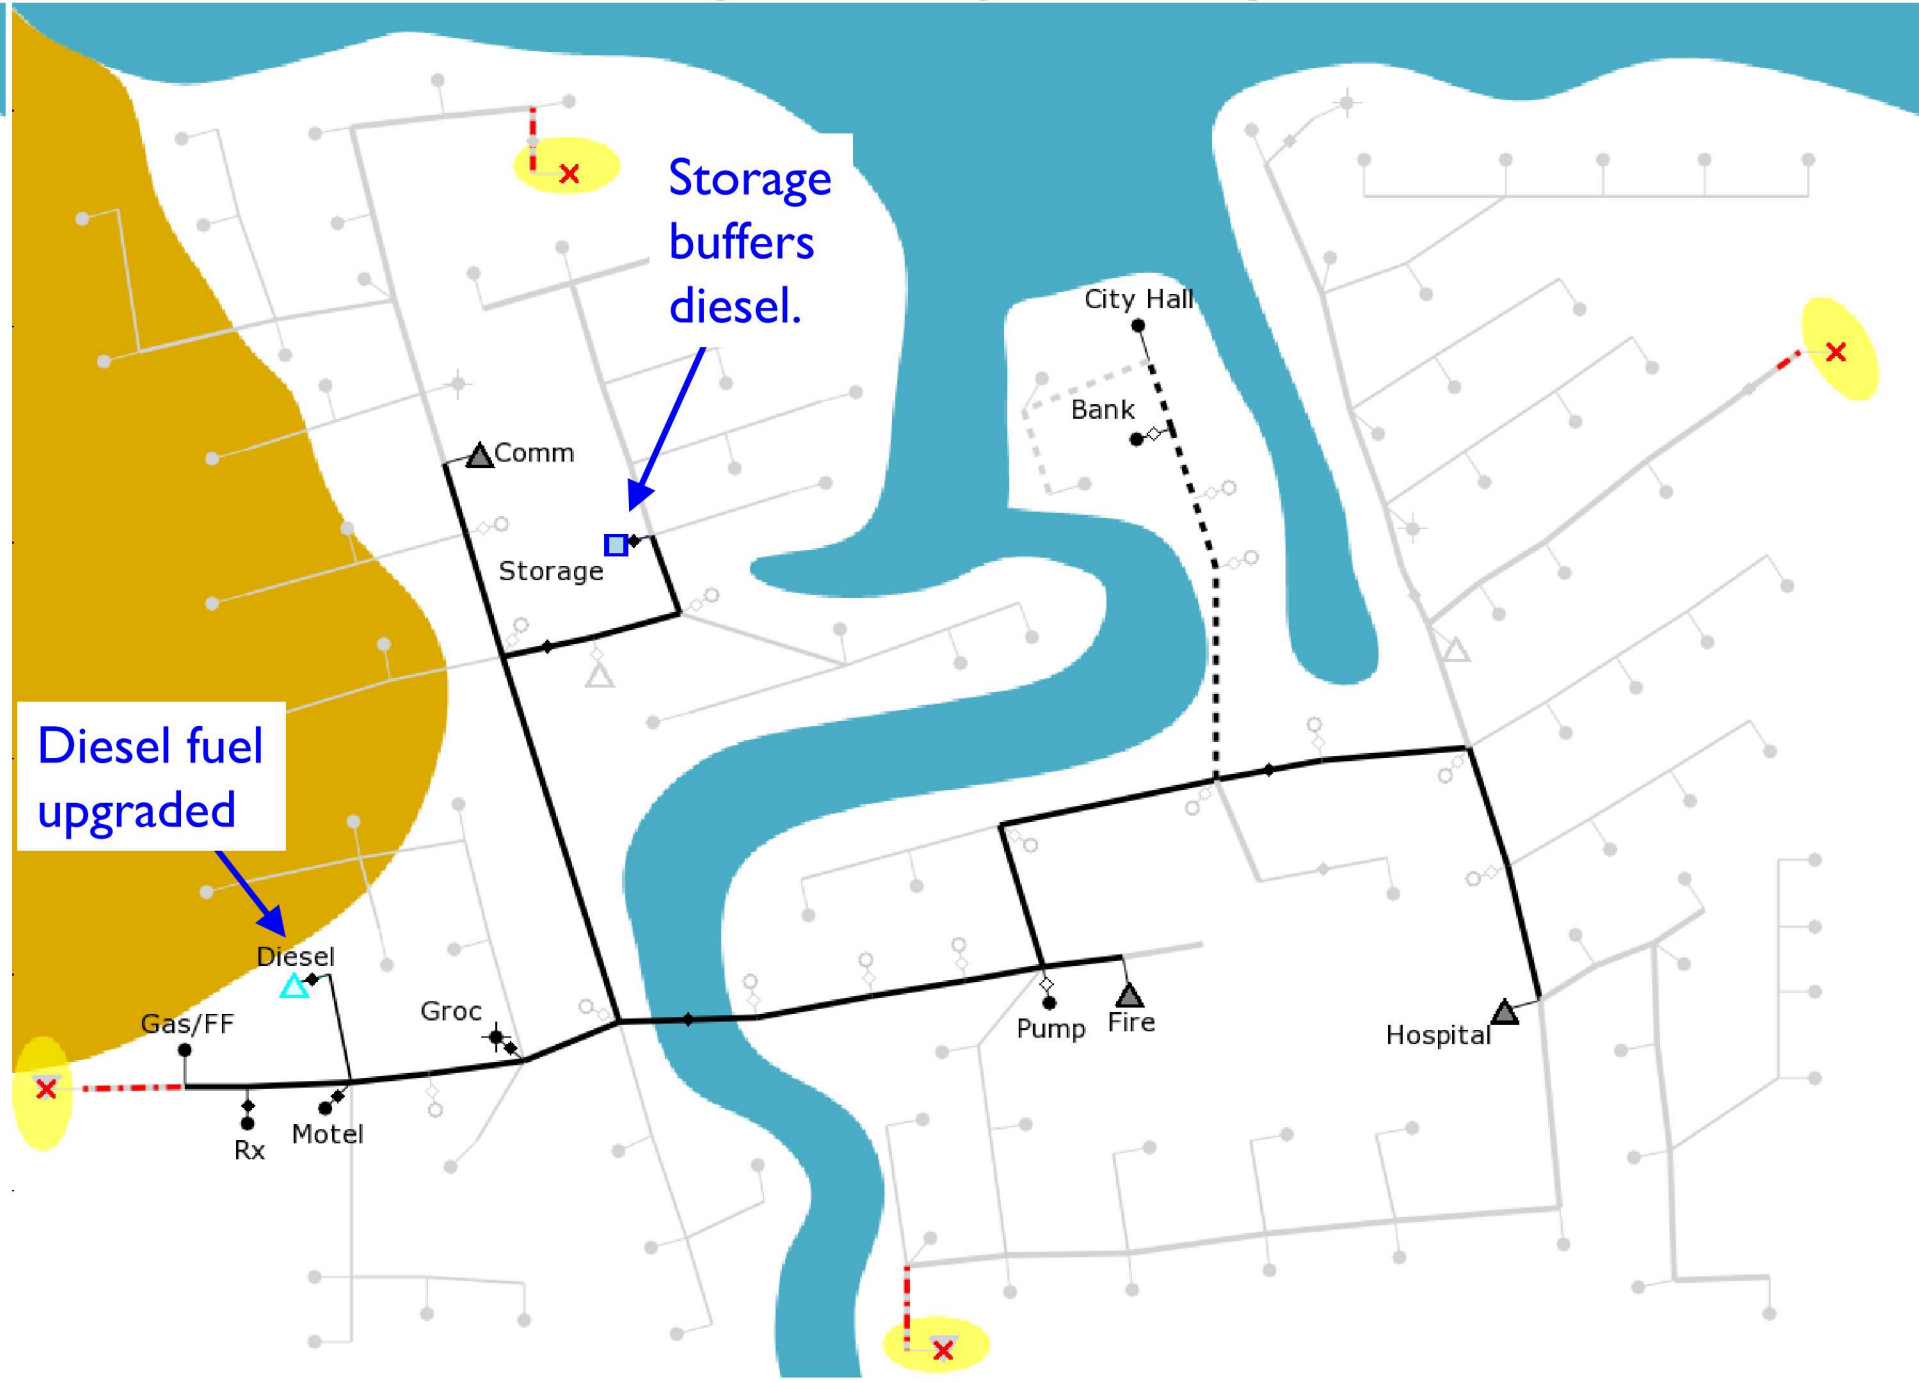 Storage
buffers
diesel.
City Hall
Bank
Comm
Storage
Diesel fuel
upgraded
Diesel
Gas/FF
Groc
Pump
Fire
Hospital
Rx
Motel